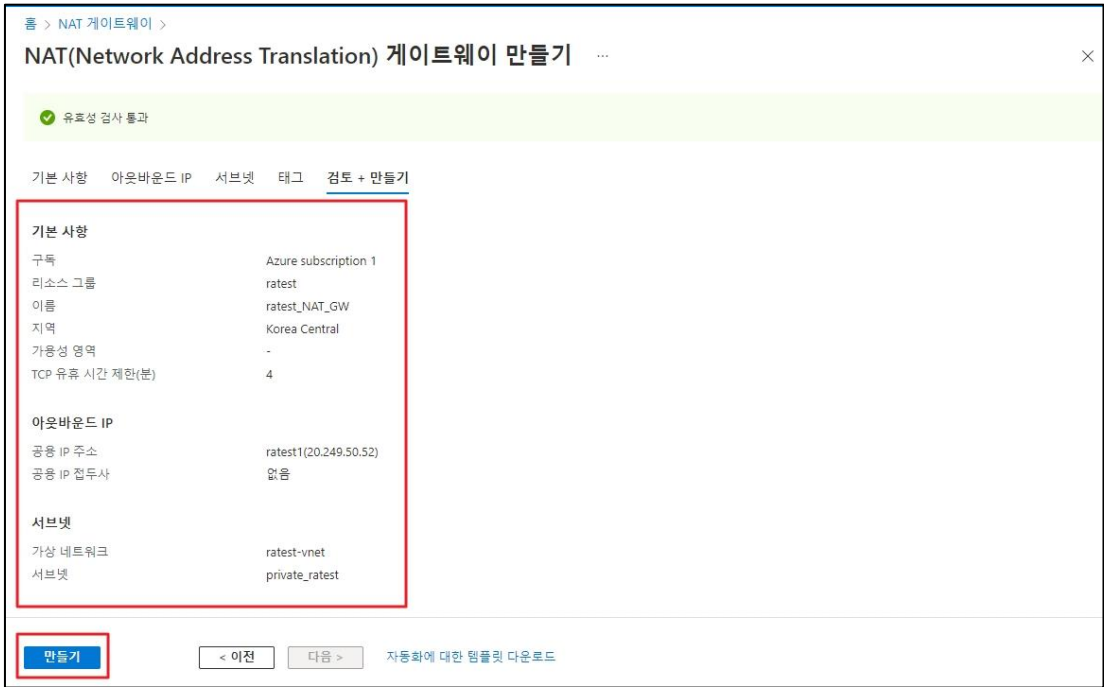 홈 > NAT 게이트웨이 >
NAT(Network Address Translation) 게이트웨이 만들기 ...
유효성 검사 통과
기본 사항 아웃바운드 IP 서브넷 태그 검토 + 만들기
기본 사항
구독 Azure subscription 1
리소스 그룹 ratest
이름 ratest_NAT_GW
지역 Korea Central
가용성 영역 -
TCP 유휴 시간 제한(분) 4
아웃바운드 IP
공용 IP 주소 ratest1(20.249.50.52)
공용 IP 접두사 없음
서브넷
가상 네트워크 ratest-vnet
서브넷 private_ratest
만들기 < 이전 다음 > 자동화에 대한 템플릿 다운로드